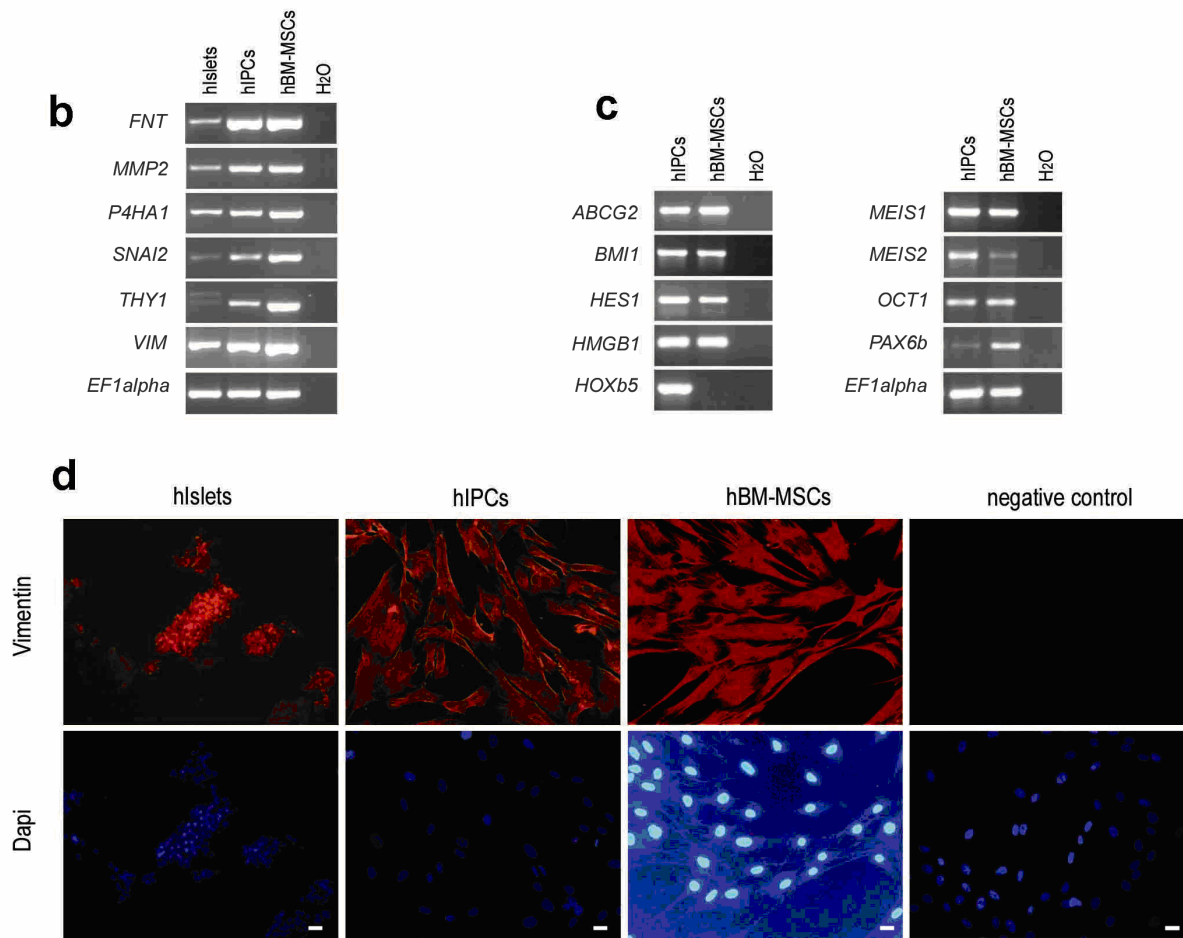 b
hIslets
hIPCs
hBM-MSCs
H2O
FNT
MMP2
P4HA1
SNAI2
THY1
VIM
EF1alpha
c
hIPCs
hBM-MSCs
H2O
ABCG2
BMI1
HES1
HMGB1
HOXb5
hIPCs
hBM-MSCs
H2O
MEIS1
MEIS2
OCT1
PAX6b
EF1alpha
d
hIslets
hIPCs
hBM-MSCs
negative control
Vimentin
Dapi